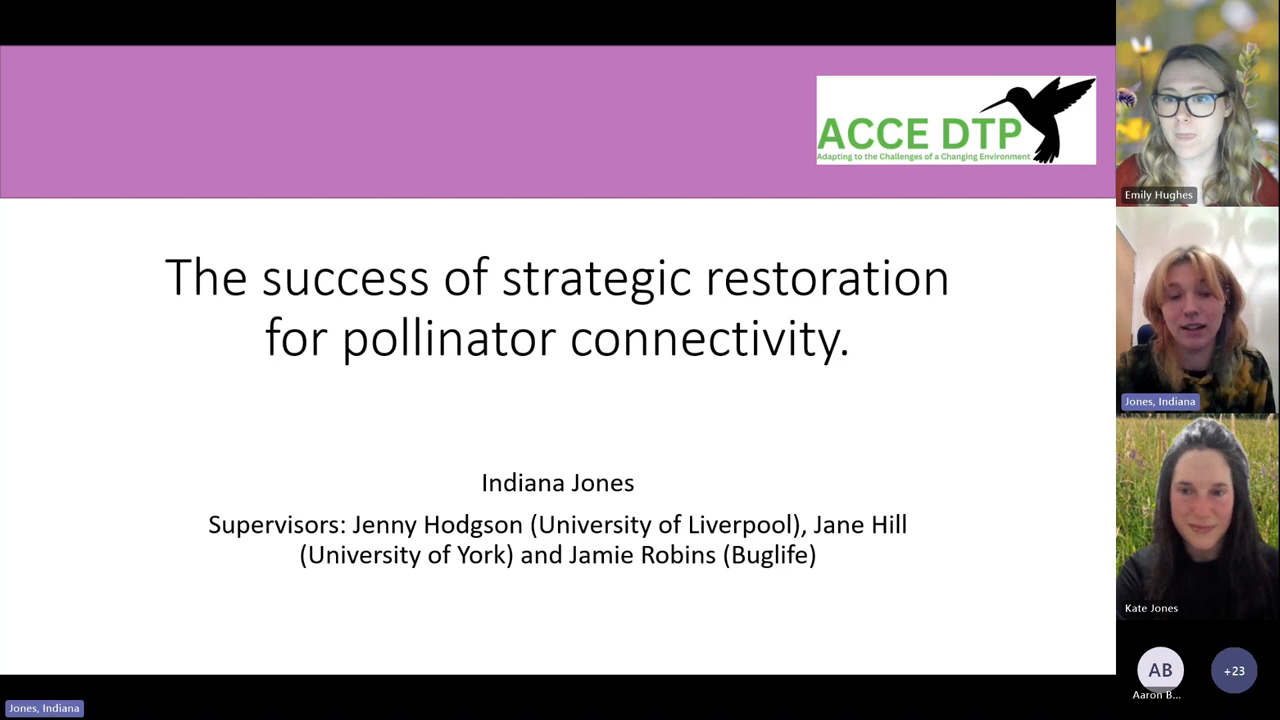 ACCE DTP
Adapting to the Challenges of a Changing Environment
The success of strategic restoration
for pollinator connectivity.
Indiana Jones
Supervisors: Jenny Hodgson (University of Liverpool), Jane Hill
(University of York) and Jamie Robins (Buglife)
Emily Hughes
Jones, Indiana
Kate Jones
AB
Aaron B...
+23
Jones, Indiana